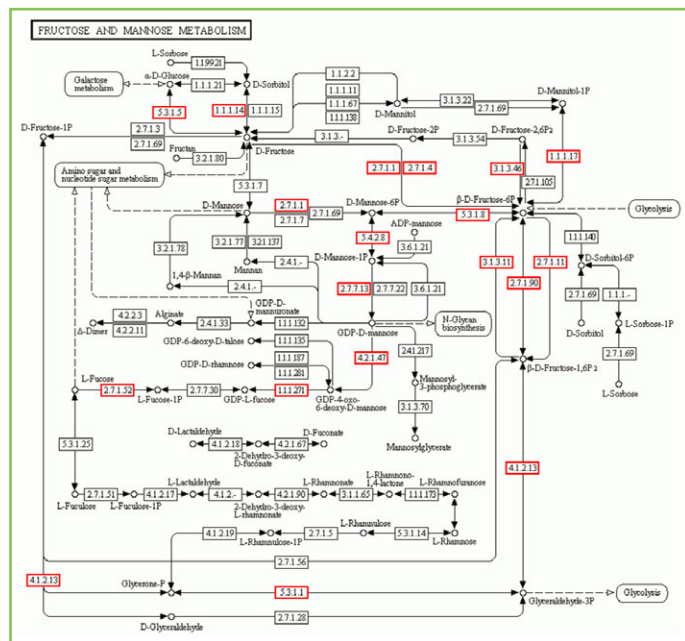 FRUCTOSE AND MANNOSE METABOLISM
L-Sorbose
1.1.99.21
1.1.2.2
Galactose
metabolism
α-D-Glucose
1.1.1.21
D-Sorbitol
1.1.1.11
1.1.1.67
1.1.1.138
D-Mannitol
3.1.3.22
2.7.1.69
D-Mannitol-1P
5.3.1.5
1.1.1.14
1.1.1.15
D-Fructose-1P
2.7.1.3
2.7.1.69
Fructan
3.2.1.80
D-Fructose
3.1.3.-
D-Fructose-2P
3.1.3.54
D-Fructose-2,6P2
1.1.1.17
2.7.1.1
2.7.1.4
3.1.3.46
2.7.1.105
Amino sugar and
nucleotide sugar metabolism
5.3.1.7
D-Mannose
2.7.1.1
2.7.1.7
2.7.1.69
D-Mannose-6P
5.3.1.8
β-D-Fructose-6P
Glycolysis
5.4.2.8
ADP-mannose
3.6.1.21
1.1.1.140
D-Sorbitol-6P
3.2.1.78
3.2.1.77
3.2.1.137
Mannan
2.4.1.-
D-Mannose-1P
3.1.3.11
2.7.1.11
2.7.1.90
1,4-β-Mannan
2.4.1.-
2.7.7.13
2.7.7.22
3.6.1.21
2.7.1.69
1.1.1.-
GDP-D-
mannuronate
Δ-Dimer
4.2.2.3
4.2.2.11
Alginate
2.4.1.33
1.1.1.132
GDP-D-mannose
N-Glycan
biosynthesis
D-Sorbitol
L-Sorbose-1P
GDP-6-deoxy-D-talose
1.1.1.135
4.2.1.47
2.4.1.217
2.7.1.69
GDP-D-rhamnose
1.1.1.187
1.1.1.281
β-D-Fructose-1,6P2
Mannosyl-
3-phosphoglycerate
L-Sorbose
L-Fucose
2.7.1.52
L-Fucose-1P
2.7.7.30
GDP-L-fucose
1.1.1.271
GDP-4-oxo-
6-deoxy-D-mannose
3.1.3.70
Mannosylglycerate
5.3.1.25
D-Lactaldehyde
4.1.2.18
2-Dehydro-3-deoxy-
D-fuconate
4.2.1.67
D-Fuconate
4.1.2.13
L-Fuculose
2.7.1.51
L-Fuculose-1P
4.1.2.17
L-Lactaldehyde
4.1.2.-
2-Dehydro-3-deoxy-
L-rhamnonate
4.2.1.90
L-Rhamnonate
3.1.1.65
L-Rhamnono-
1,4-lactone
1.1.1.173
L-Rhamnofuranose
4.1.2.19
L-Rhamnulose-1P
2.7.1.5
L-Rhamnulose
5.3.1.14
L-Rhamnose
2.7.1.56
4.1.2.13
Glycerone-P
5.3.1.1
Glyceraldehyde-3P
Glycolysis
D-Glyceraldehyde
2.7.1.28